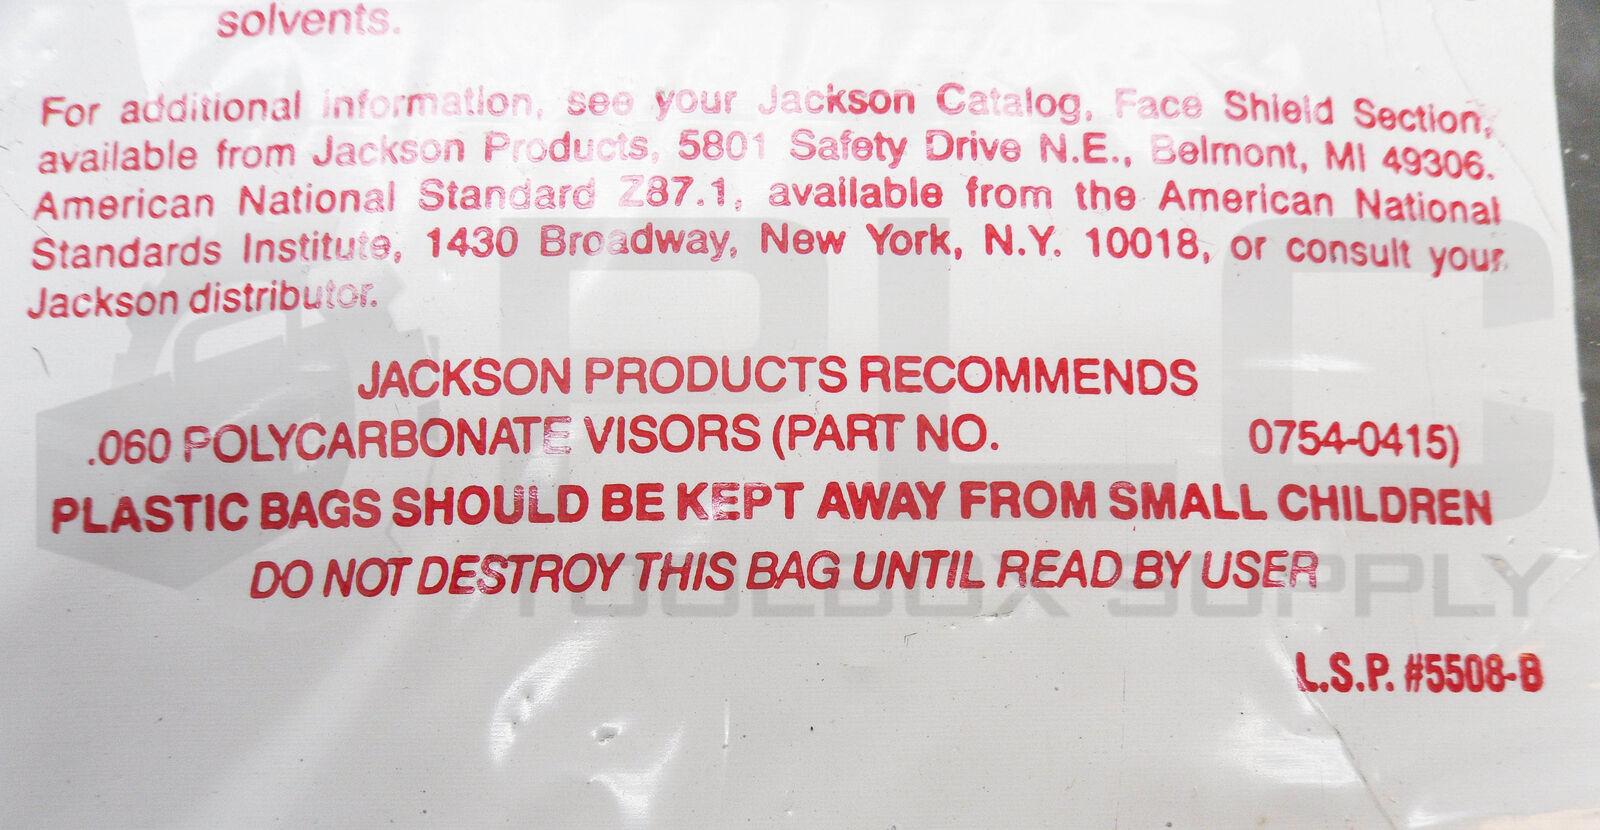 solvents.
For additional information, see your Jackson Catalog, Face Shield Section,
available from Jackson Products, 5801 Safety Drive N.E., Belmont, MI 49306.
American National Standard Z87.1, available from the American National
Standards Institute, 1430 Broadway, New York, N.Y. 10018, or consult your
Jackson distributor.
JACKSON PRODUCTS RECOMMENDS
.060 POLYCARBONATE VISORS (PART NO. 0754-0415)
PLASTIC BAGS SHOULD BE KEPT AWAY FROM SMALL CHILDREN
DO NOT DESTROY THIS BAG UNTIL READ BY USER
L.S.P. #5508-B
PLC
TOOLBOX SUPPLY